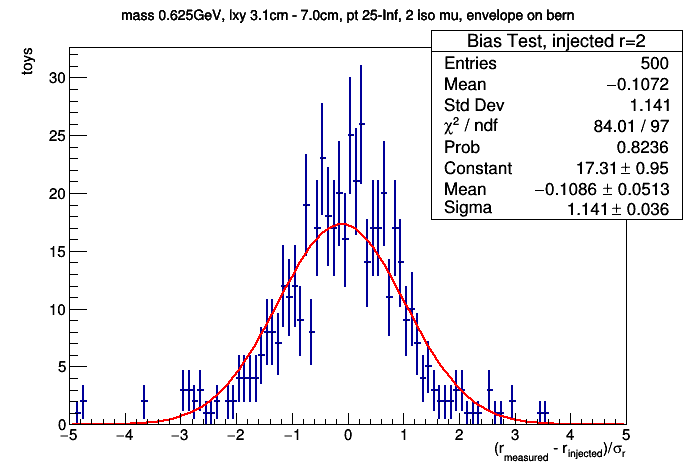 mass 0.625GeV, lxy 3.1cm - 7.0cm, pt 25-Inf, 2 iso mu, envelope on bern
Bias Test, injected r=2
Entries 500
Mean −0.1072
Std Dev 1.141
χ² / ndf 84.01 / 97
Prob 0.8236
Constant 17.31 ± 0.95
Mean −0.1086 ± 0.0513
Sigma 1.141 ± 0.036
toys
30
25
20
15
10
5
0
−5 −4 −3 −2 −1 0 1 2 3 4 5
(r_measured - r_injected)/σ_r